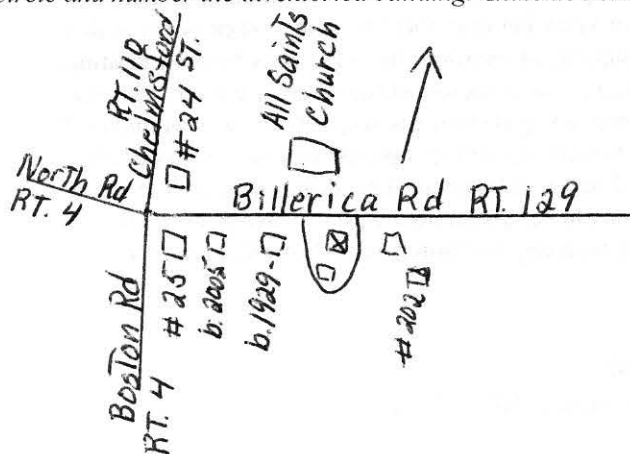 circle and number the inventoried building.
RT. 110
Chelmsford ST.
#24
All Saints
Church
North Rd
RT. 4
Billerica Rd RT. 129
Boston Rd
RT. 4
#25
b. 2005
b. 1929-
#202